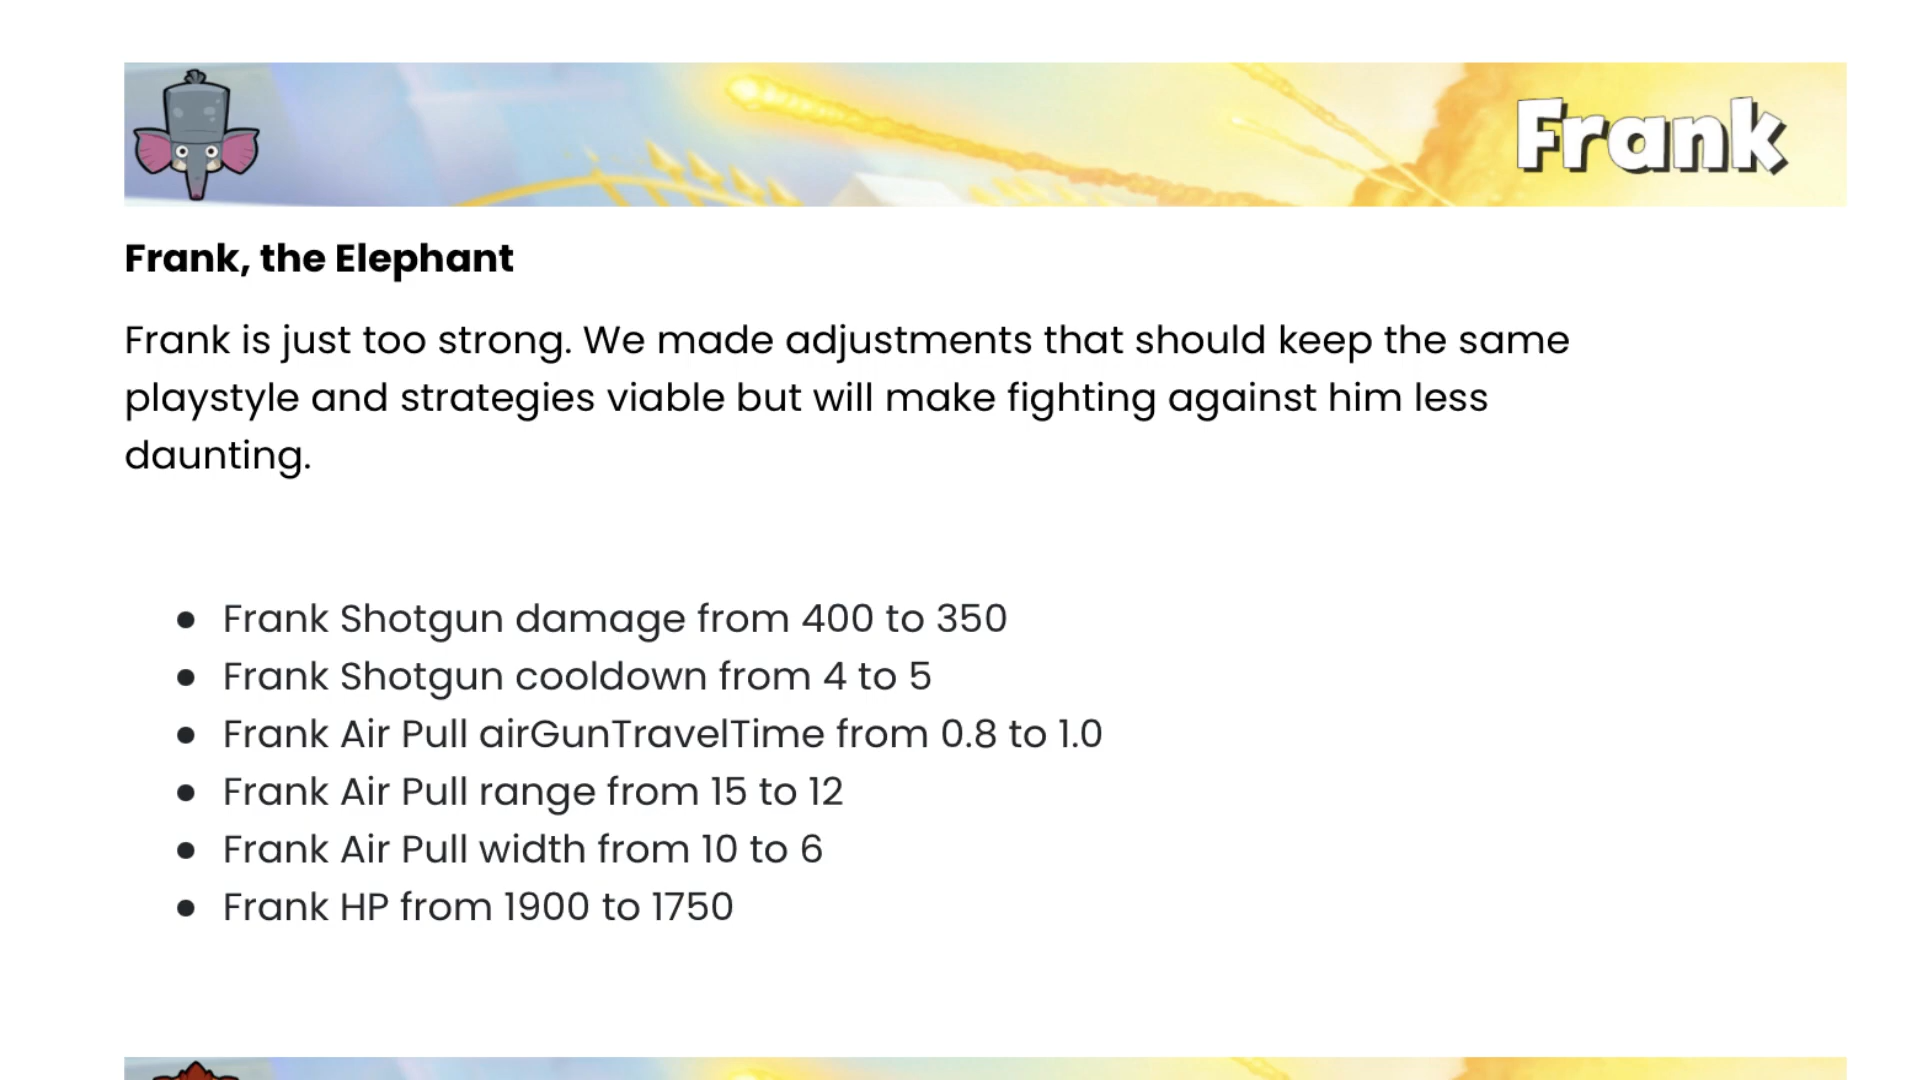 Frank
Frank, the Elephant
Frank is just too strong. We made adjustments that should keep the same
playstyle and strategies viable but will make fighting against him less
daunting.
● Frank Shotgun damage from 400 to 350
● Frank Shotgun cooldown from 4 to 5
● Frank Air Pull airGunTravelTime from 0.8 to 1.0
● Frank Air Pull range from 15 to 12
● Frank Air Pull width from 10 to 6
● Frank HP from 1900 to 1750